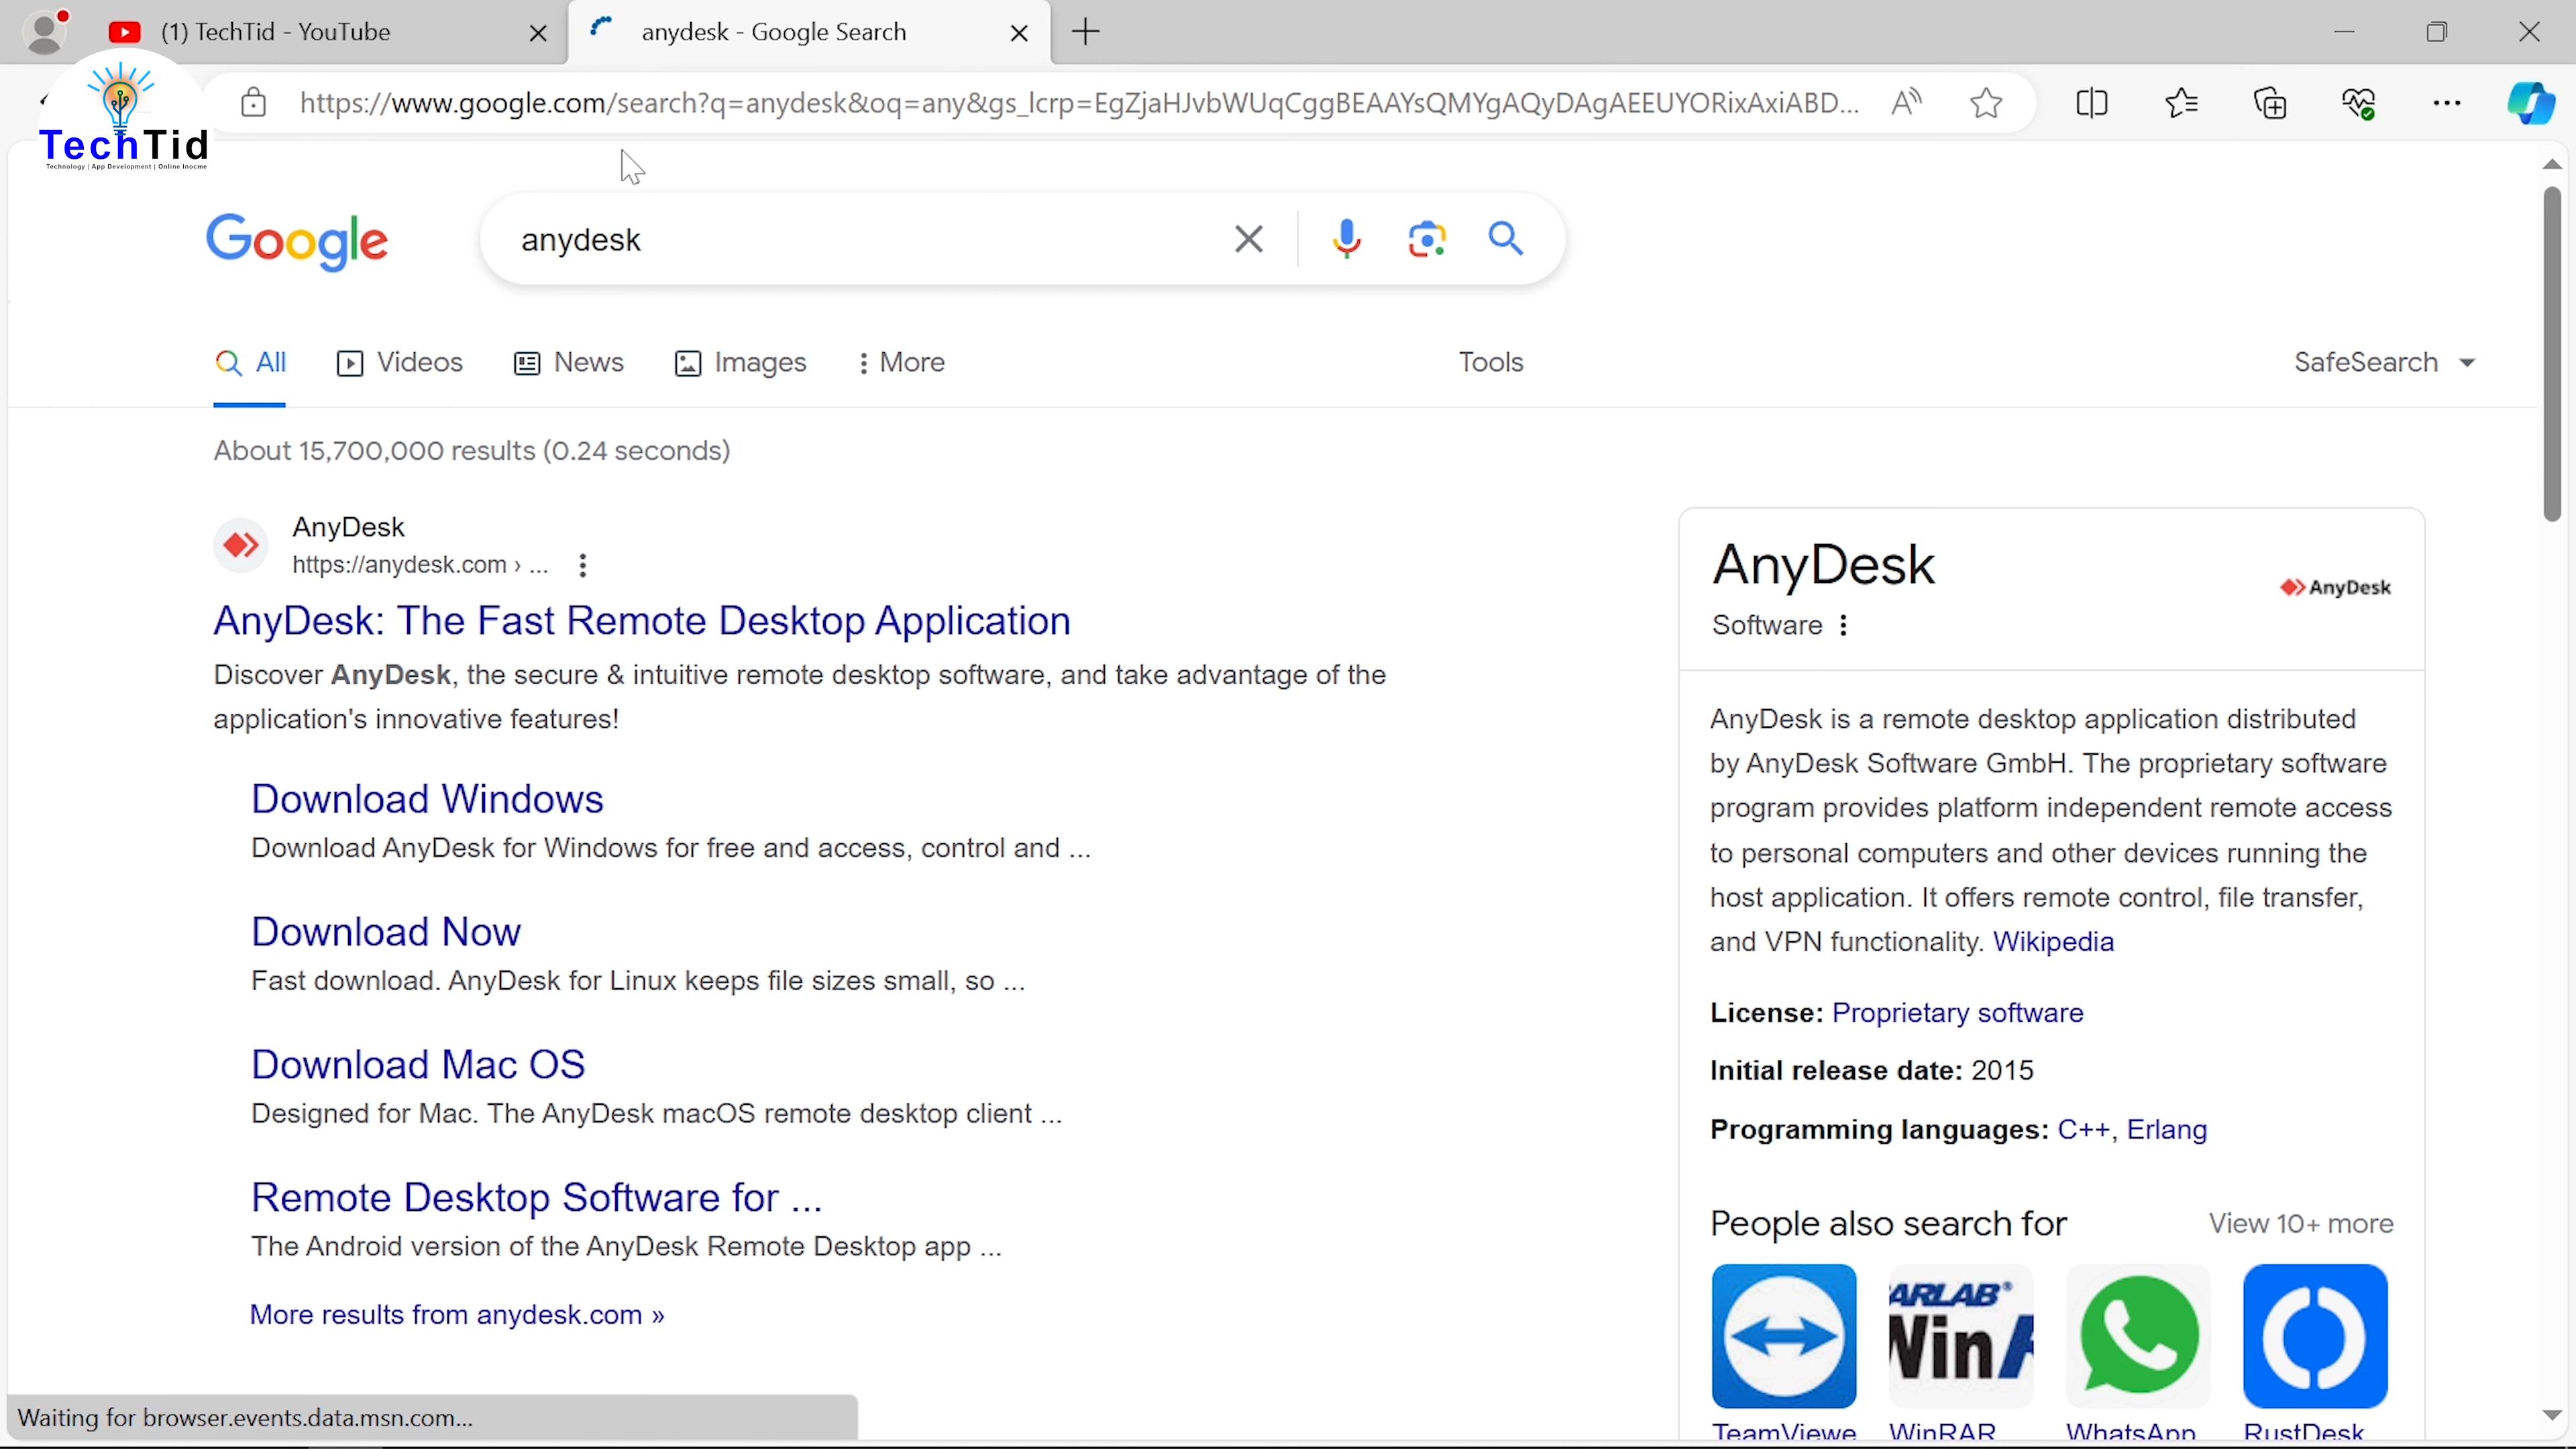 (1) TechTid - YouTube
anydesk - Google Search
https://www.google.com/search?q=anydesk&oq=any&gs_lcrp=EgZjaHJvbWUqCggBEAAYsQMYgAQyDAgAEEUYORixAxiABD...
TechTid
Technology | App Development | Online Inocme
Google
anydesk
All
Videos
News
Images
More
Tools
SafeSearch
About 15,700,000 results (0.24 seconds)
AnyDesk
https://anydesk.com › ...
AnyDesk: The Fast Remote Desktop Application
Discover AnyDesk, the secure & intuitive remote desktop software, and take advantage of the
application's innovative features!
Download Windows
Download AnyDesk for Windows for free and access, control and ...
Download Now
Fast download. AnyDesk for Linux keeps file sizes small, so ...
Download Mac OS
Designed for Mac. The AnyDesk macOS remote desktop client ...
Remote Desktop Software for ...
The Android version of the AnyDesk Remote Desktop app ...
More results from anydesk.com »
AnyDesk
AnyDesk
Software
AnyDesk is a remote desktop application distributed
by AnyDesk Software GmbH. The proprietary software
program provides platform independent remote access
to personal computers and other devices running the
host application. It offers remote control, file transfer,
and VPN functionality. Wikipedia
License: Proprietary software
Initial release date: 2015
Programming languages: C++, Erlang
People also search for
View 10+ more
ARLAB®
WinR
TeamViewe
WinRAR
WhatsApp
RustDesk
Waiting for browser.events.data.msn.com...